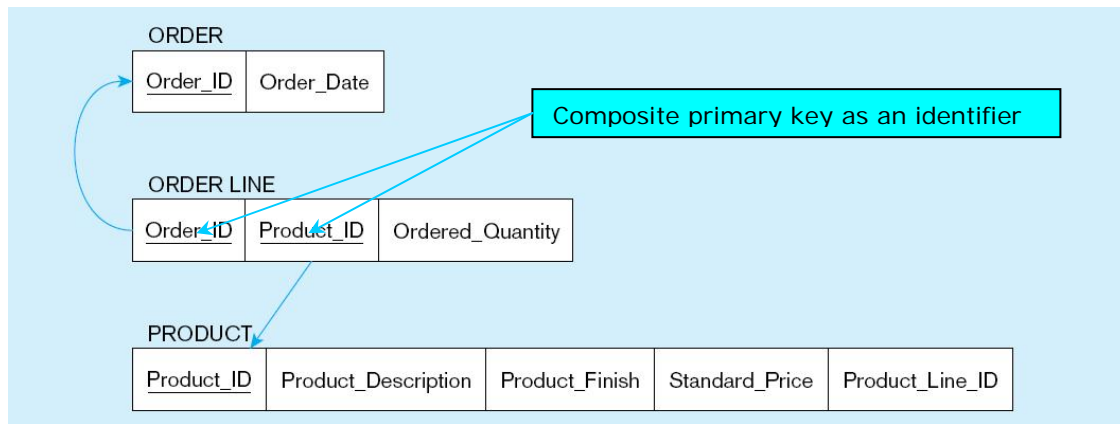 ORDER
Order_ID Order_Date
Composite primary key as an identifier
ORDER LINE
Order_ID Product_ID Ordered_Quantity
PRODUCT
Product_ID Product_Description Product_Finish Standard_Price Product_Line_ID